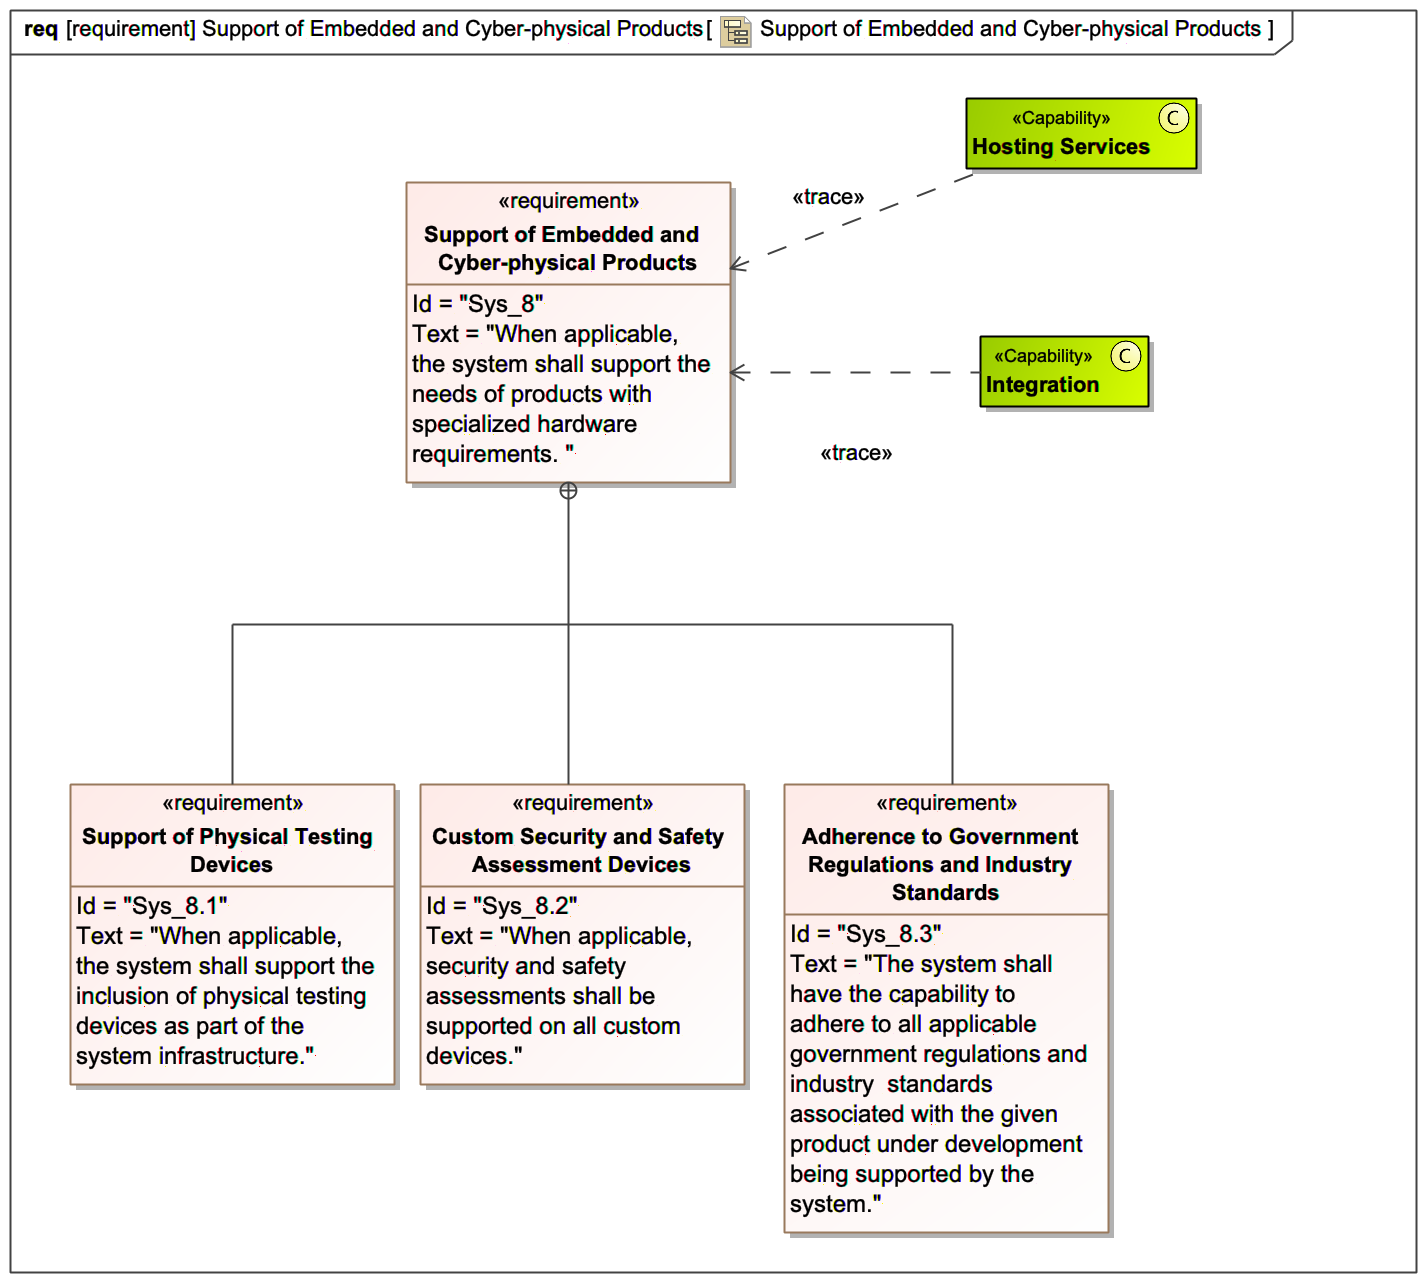 req [requirement] Support of Embedded and Cyber-physical Products[ Support of Embedded and Cyber-physical Products ]
«Capability» C
Hosting Services
«trace»
«requirement»
Support of Embedded and
Cyber-physical Products
Id = "Sys_8"
Text = "When applicable,
the system shall support the
needs of products with
specialized hardware
requirements. "
«Capability» C
Integration
«trace»
«requirement»
Support of Physical Testing
Devices
Id = "Sys_8.1"
Text = "When applicable,
the system shall support the
inclusion of physical testing
devices as part of the
system infrastructure."
«requirement»
Custom Security and Safety
Assessment Devices
Id = "Sys_8.2"
Text = "When applicable,
security and safety
assessments shall be
supported on all custom
devices."
«requirement»
Adherence to Government
Regulations and Industry
Standards
Id = "Sys_8.3"
Text = "The system shall
have the capability to
adhere to all applicable
government regulations and
industry  standards
associated with the given
product under development
being supported by the
system."